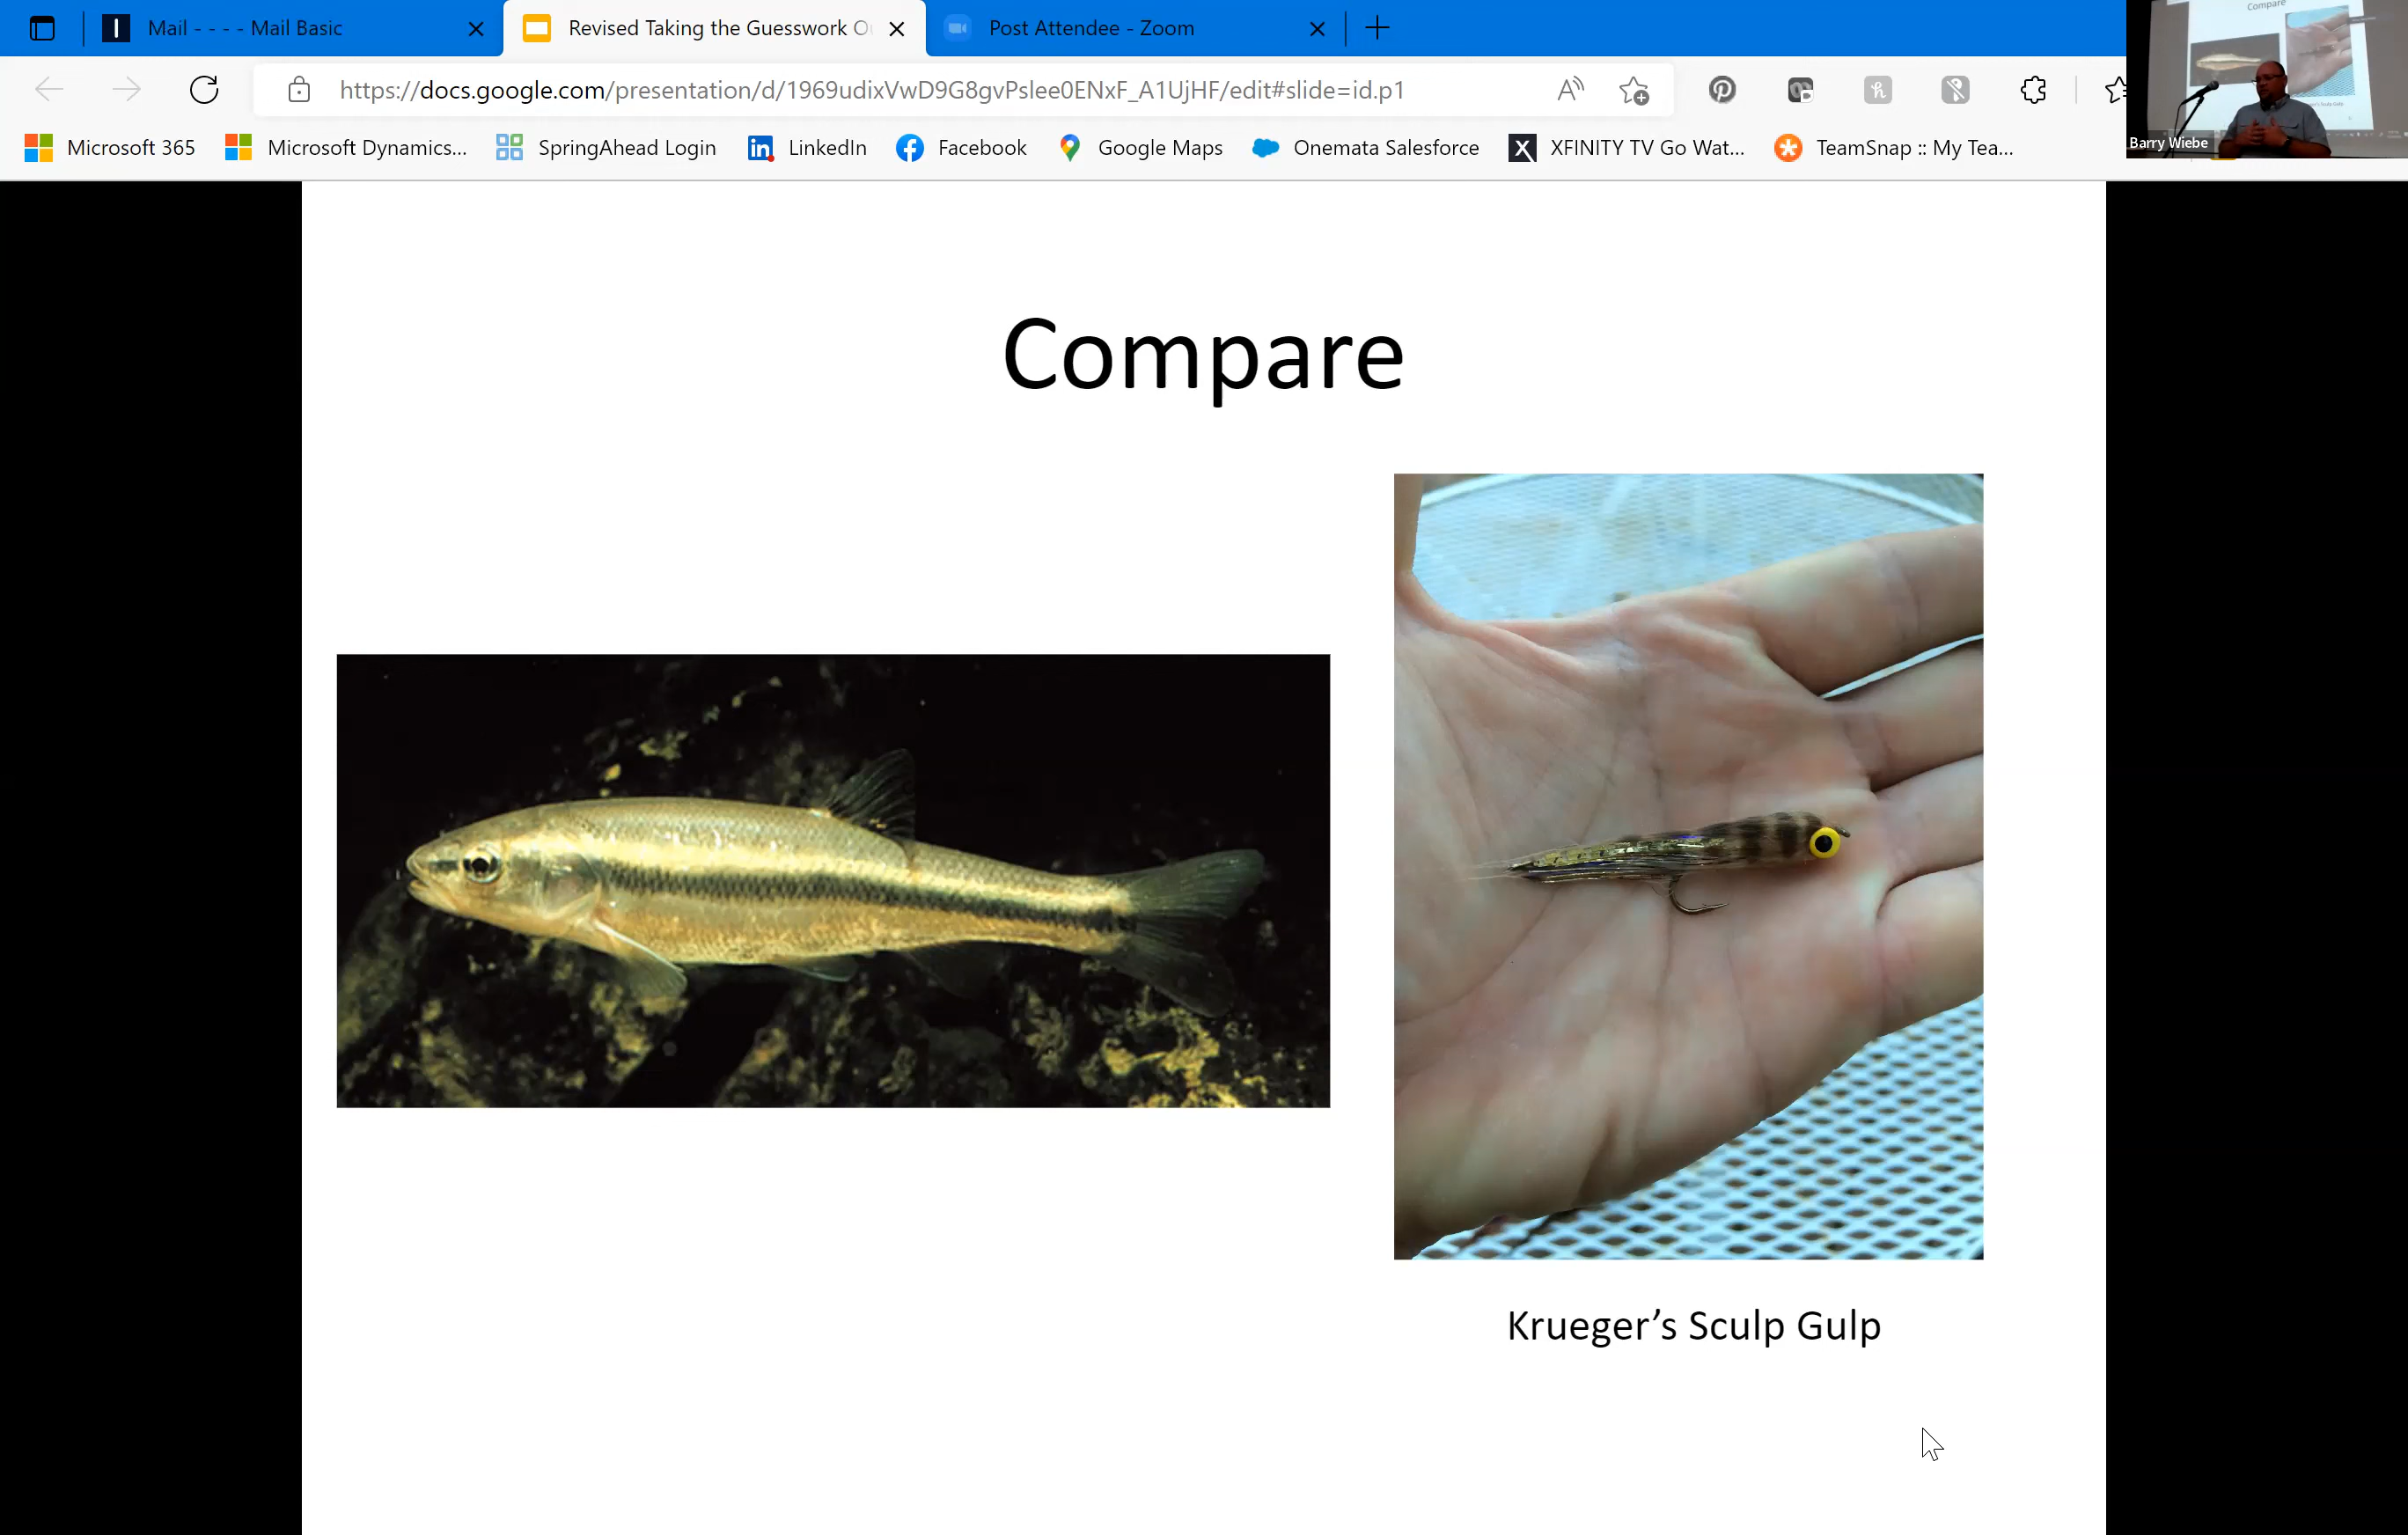 Mail - - - - Mail Basic
Revised Taking the Guesswork O
Post Attendee - Zoom
https://docs.google.com/presentation/d/1969udixVwD9G8gvPslee0ENxF_A1UjHF/edit#slide=id.p1
Microsoft 365
Microsoft Dynamics...
SpringAhead Login
LinkedIn
Facebook
Google Maps
Onemata Salesforce
XFINITY TV Go Wat...
TeamSnap :: My Tea...
Compare
Barry Wiebe
Compare
Krueger's Sculp Gulp